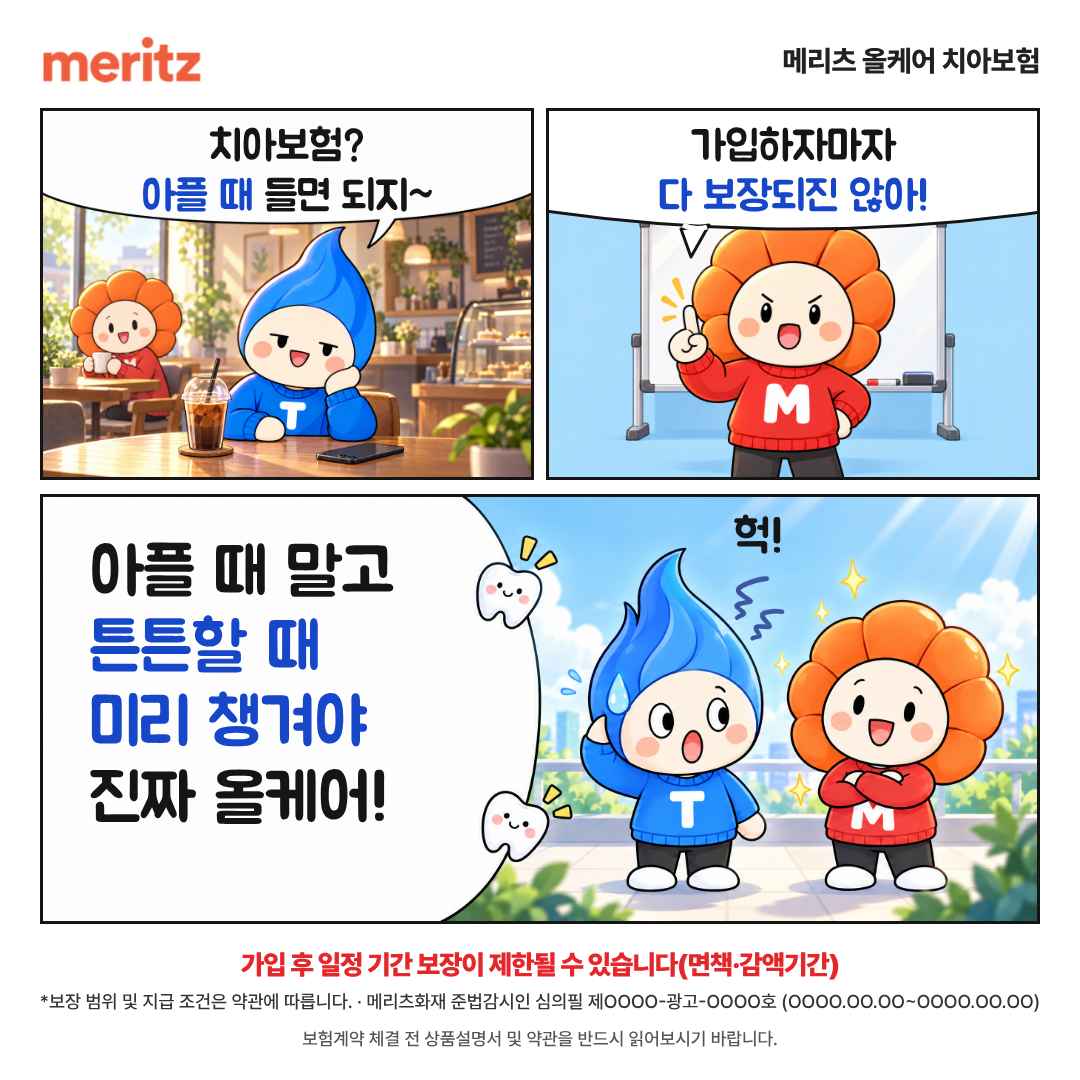 meritz
메리츠 올케어 치아보험
치아보험?
아플 때 들면 되지~
M
T
가입하자마자
다 보장되진 않아!
M
아플 때 말고
튼튼할 때
미리 챙겨야
진짜 올케어!
헉!
T
M
가입 후 일정 기간 보장이 제한될 수 있습니다(면책·감액기간)
*보장 범위 및 지급 조건은 약관에 따릅니다. · 메리츠화재 준법감시인 심의필 제OOOO-광고-OOOO호 (OOOO.OO.OO~OOOO.OO.OO)
보험계약 체결 전 상품설명서 및 약관을 반드시 읽어보시기 바랍니다.